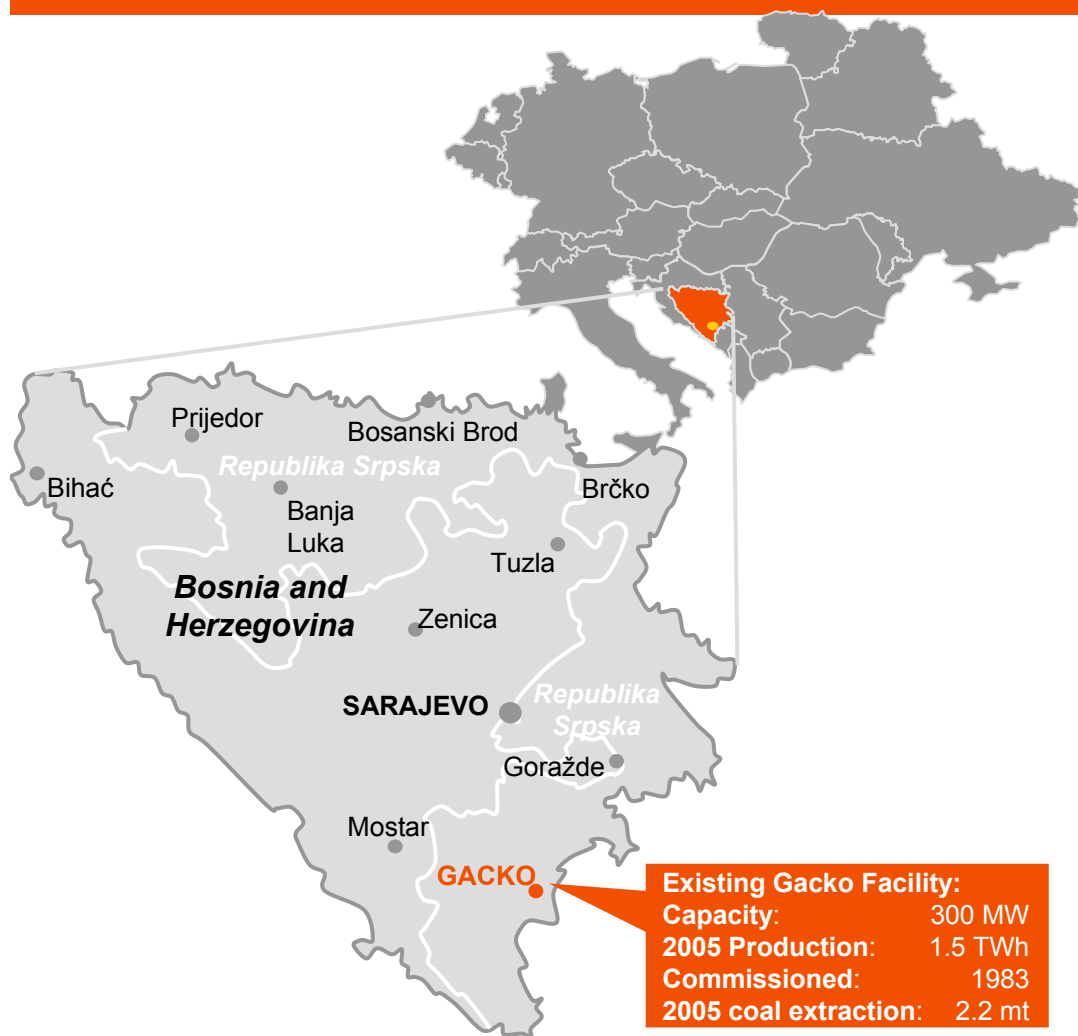 Prijedor
Bosanski Brod
Republika Srpska
Bihać
Brčko
Banja
Luka
Tuzla
Bosnia and
Herzegovina
Zenica
SARAJEVO
Republika
Srpska
Goražde
Mostar
GACKO
Existing Gacko Facility:
Capacity: 300 MW
2005 Production: 1.5 TWh
Commissioned: 1983
2005 coal extraction: 2.2 mt